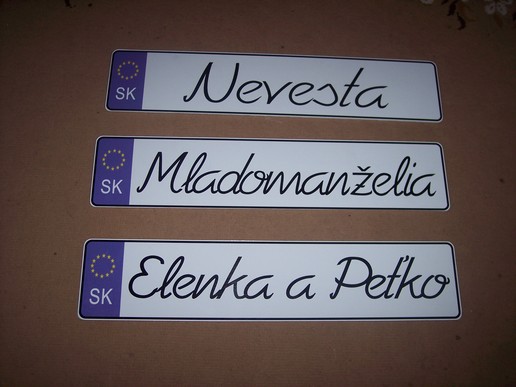 SK Nevesta
SK Mladomanželia
SK Elenka a Peťko